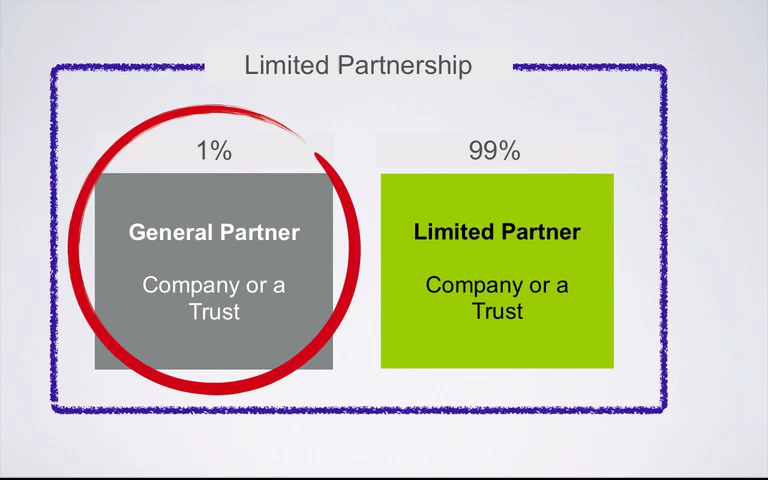 Limited Partnership
1%
General Partner
Company or a
Trust
99%
Limited Partner
Company or a
Trust